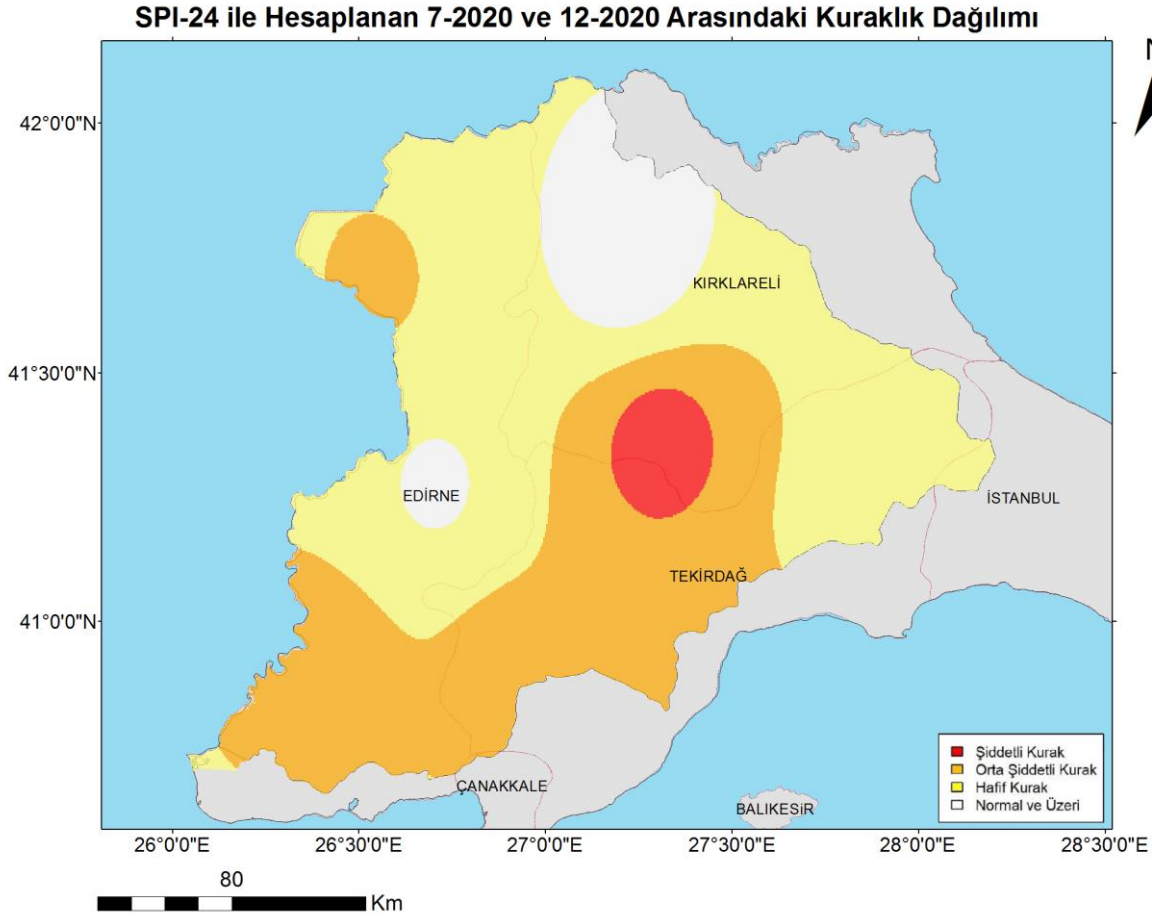 SPI-24 ile Hesaplanan 7-2020 ve 12-2020 Arasındaki Kuraklık Dağılımı
N
42°0'0"N
KIRKLARELİ
41°30'0"N
EDİRNE
İSTANBUL
TEKİRDAĞ
41°0'0"N
Şiddetli Kurak
Orta Şiddetli Kurak
Hafif Kurak
Normal ve Üzeri
ÇANAKKALE
BALIKESİR
26°0'0"E
26°30'0"E
27°0'0"E
27°30'0"E
28°0'0"E
28°30'0"E
80
Km